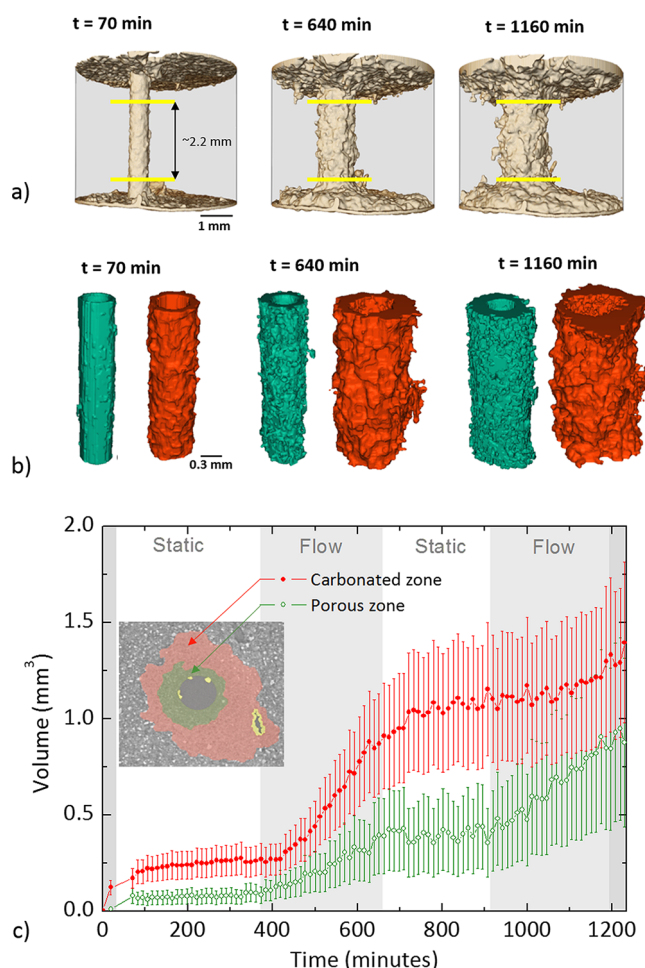 t = 70 min t = 640 min t = 1160 min
~2.2 mm
a)
1 mm
t = 70 min t = 640 min t = 1160 min
0.3 mm
b)
2.0
Static Flow Static Flow
Carbonated zone
Porous zone
1.5
1.0
0.5
0.0
Volume (mm³)
0 200 400 600 800 1000 1200
c)
Time (minutes)